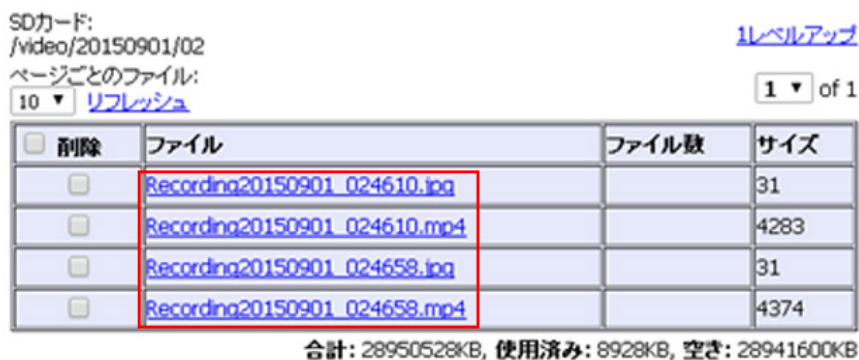 SDカード:
/video/20150901/02
1レベルアップ
ページごとのファイル:
10 ▼ リフレッシュ
1 ▼ of 1
削除 ファイル ファイル数 サイズ
Recording20150901_024610.jpg 31
Recording20150901_024610.mp4 4283
Recording20150901_024658.jpg 31
Recording20150901_024658.mp4 4374
合計: 28950528KB, 使用済み: 8928KB, 空き: 28941600KB